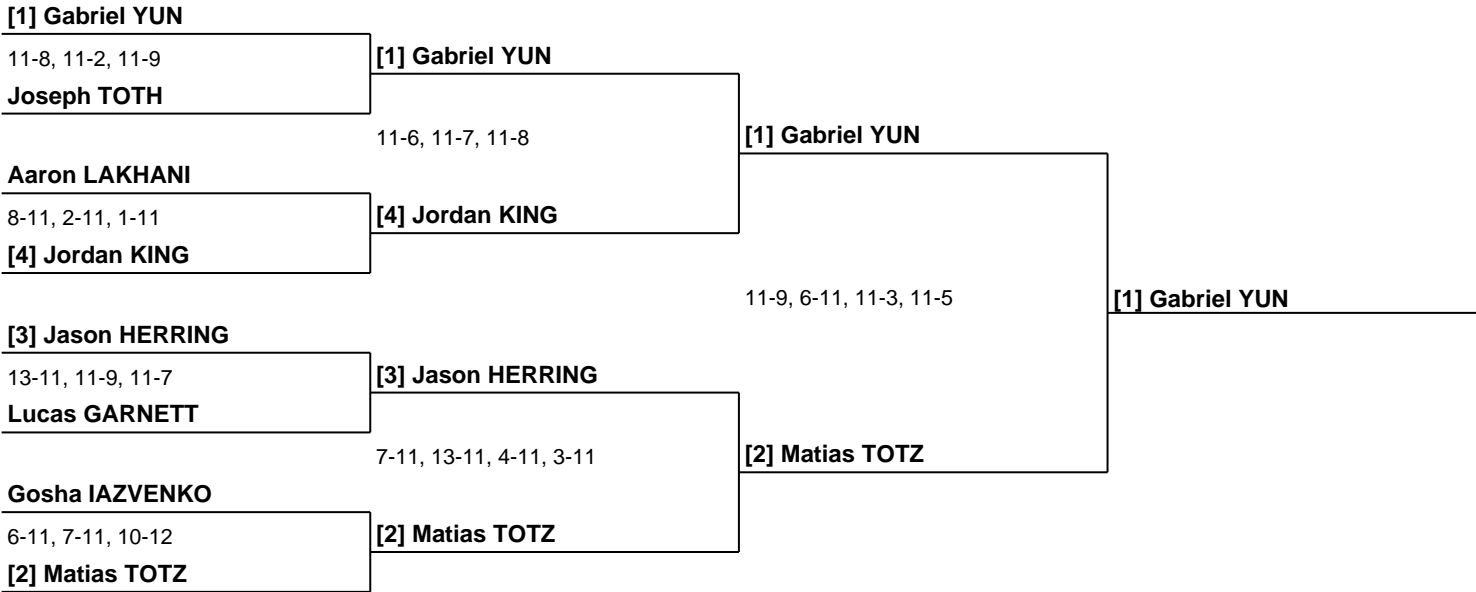 [1] Gabriel YUN
11-8, 11-2, 11-9
Joseph TOTH
Aaron LAKHANI
8-11, 2-11, 1-11
[4] Jordan KING
[3] Jason HERRING
13-11, 11-9, 11-7
Lucas GARNETT
Gosha IAZVENKO
6-11, 7-11, 10-12
[2] Matias TOTZ
[1] Gabriel YUN
11-6, 11-7, 11-8
[4] Jordan KING
[3] Jason HERRING
7-11, 13-11, 4-11, 3-11
[2] Matias TOTZ
[1] Gabriel YUN
11-9, 6-11, 11-3, 11-5
[2] Matias TOTZ
[1] Gabriel YUN